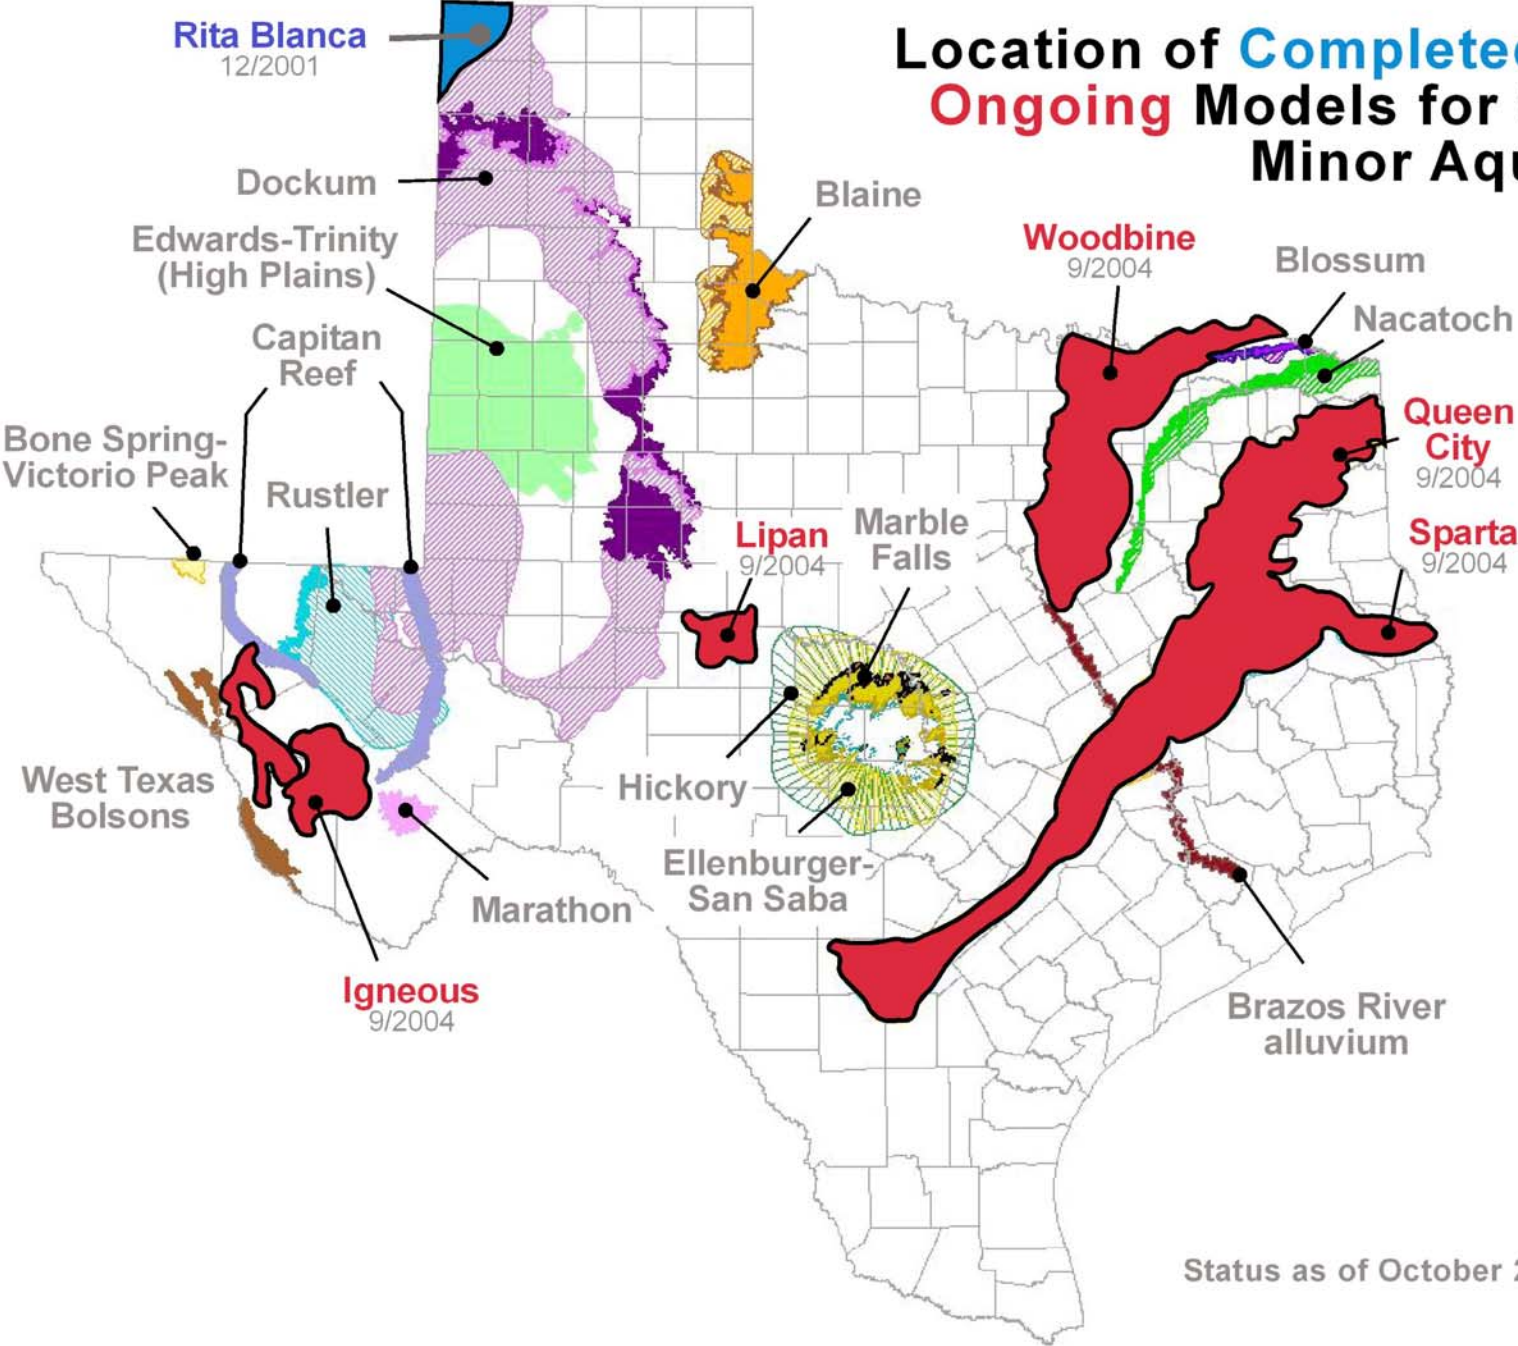 Location of Complete
Ongoing Models for
Minor Aqu
Rita Blanca
12/2001
Dockum
Edwards-Trinity
(High Plains)
Capitan
Reef
Bone Spring-
Victorio Peak
Rustler
Blaine
Woodbine
9/2004
Blossum
Nacatoch
Queen
City
9/2004
Sparta
9/2004
Lipan
9/2004
Marble
Falls
West Texas
Bolsons
Hickory
Ellenburger-
San Saba
Marathon
Igneous
9/2004
Brazos River
alluvium
Status as of October